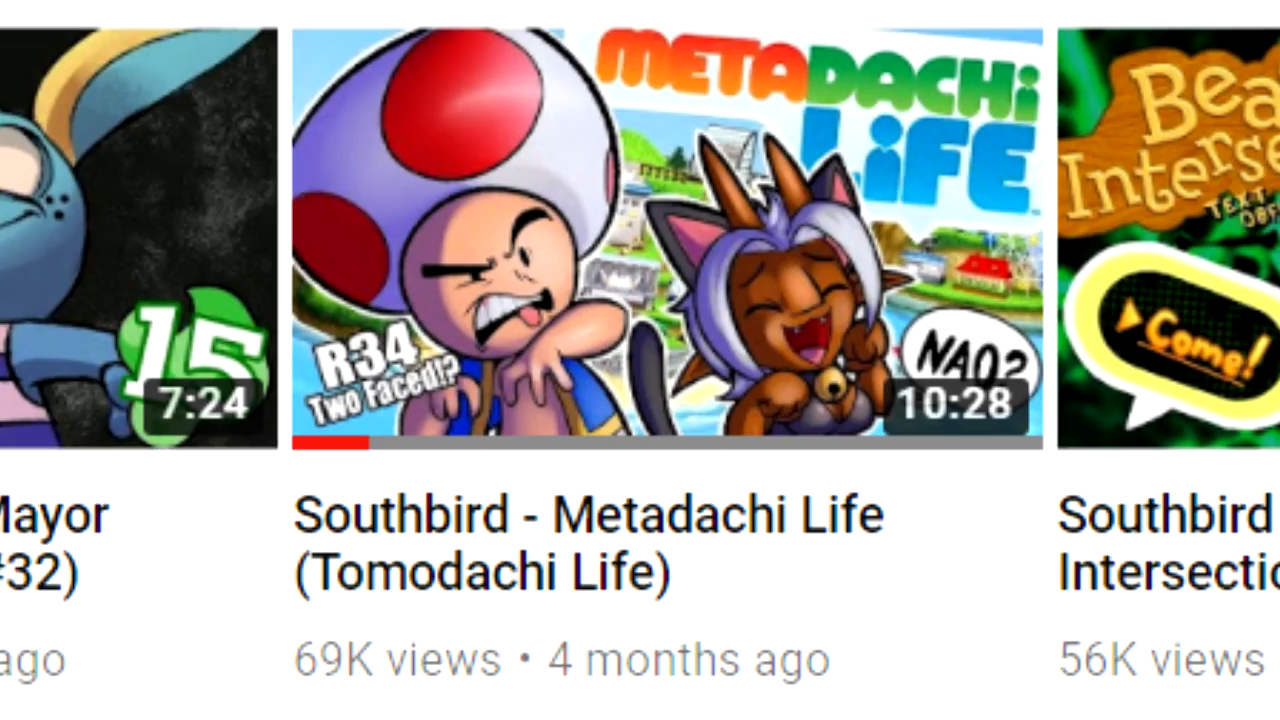 15
7:24
Mayor
#32)
ago
METADACHi
LiFE
R34
Two Faced!?
10:28
Southbird - Metadachi Life
(Tomodachi Life)
69K views • 4 months ago
Bea
Interse
TEXT
Come!
Southbird
Intersectio
56K views